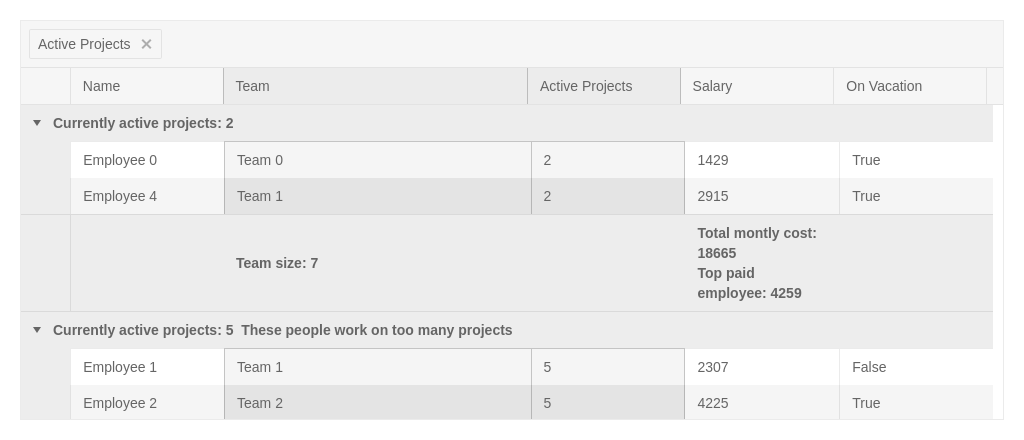 Active Projects ✕
Name Team Active Projects Salary On Vacation
Currently active projects: 2
Employee 0 Team 0 2 1429 True
Employee 4 Team 1 2 2915 True
Team size: 7
Total montly cost:
18665
Top paid
employee: 4259
Currently active projects: 5 These people work on too many projects
Employee 1 Team 1 5 2307 False
Employee 2 Team 2 5 4225 True